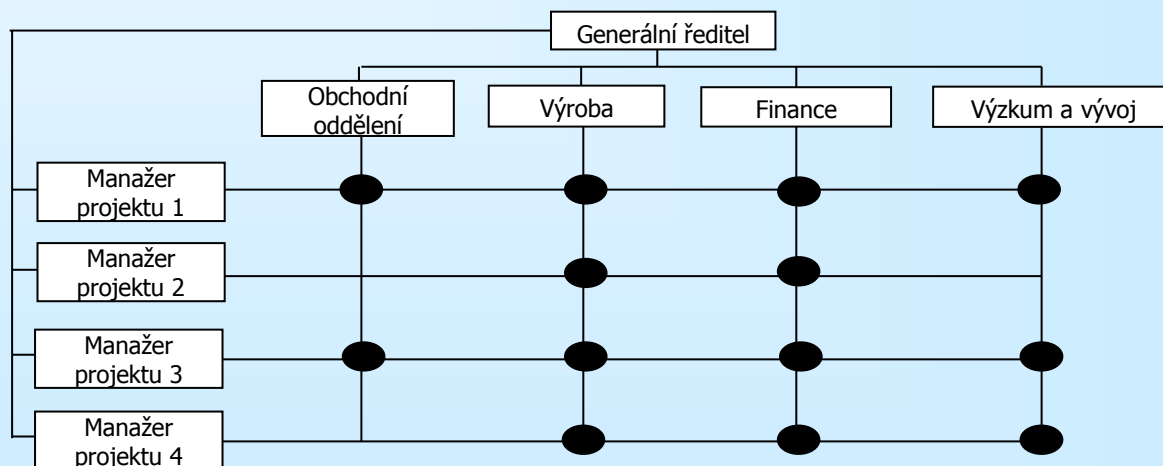 Generální ředitel
Obchodní
oddělení
Výroba
Finance
Výzkum a vývoj
Manažer
projektu 1
Manažer
projektu 2
Manažer
projektu 3
Manažer
projektu 4